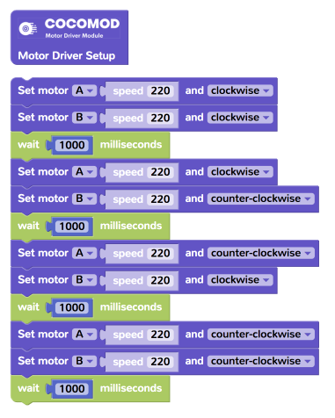 COCOMOD
Motor Driver Module
Motor Driver Setup
Set motor A speed 220 and clockwise
Set motor B speed 220 and clockwise
wait 1000 milliseconds
Set motor A speed 220 and clockwise
Set motor B speed 220 and counter-clockwise
wait 1000 milliseconds
Set motor A speed 220 and counter-clockwise
Set motor B speed 220 and clockwise
wait 1000 milliseconds
Set motor A speed 220 and counter-clockwise
Set motor B speed 220 and counter-clockwise
wait 1000 milliseconds